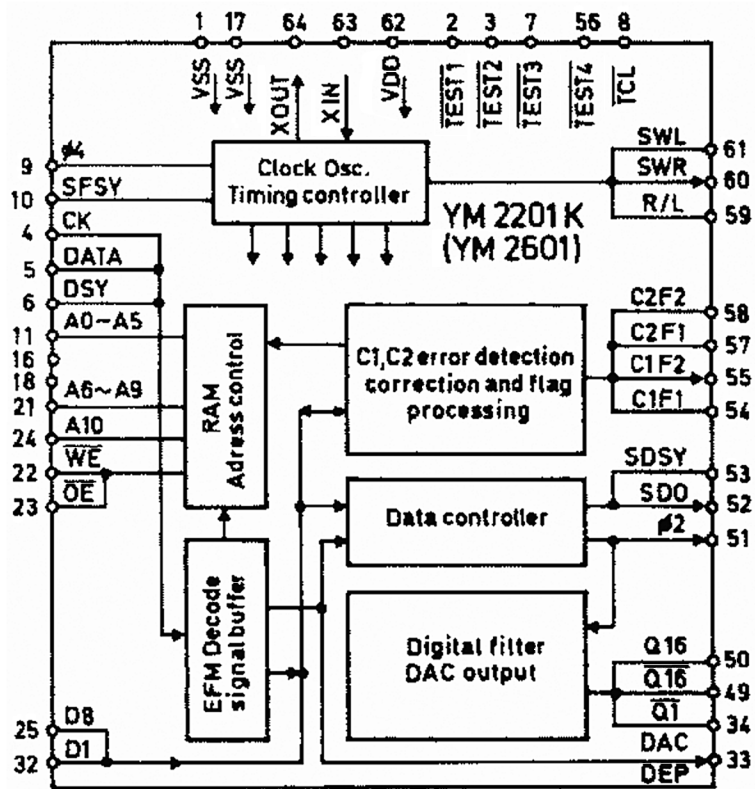 1 17 64 63 62 2 3 7 56 8
VSS VSS XOUT XIN VDD TEST1 TEST2 TEST3 TEST4 TCL
9 ø4
10 SFSY
4 CK
5 DATA
6 DSY
11 A0~A5
16
18
21 A6~A9
24 A10
22 WE
23 OE
25 D8
32 D1
Clock Osc.
Timing controller
YM 2201K
(YM 2601)
RAM
Adress control
C1,C2 error detection
correction and flag
processing
Data controller
EFM Decode
signal buffer
Digital filter
DAC output
SWL 61
SWR 60
R/L 59
C2F2 58
C2F1 57
C1F2 55
C1F1 54
SDSY 53
SDO 52
ø2 51
Q16 50
Q16 49
Q1 34
DAC 33
DEP